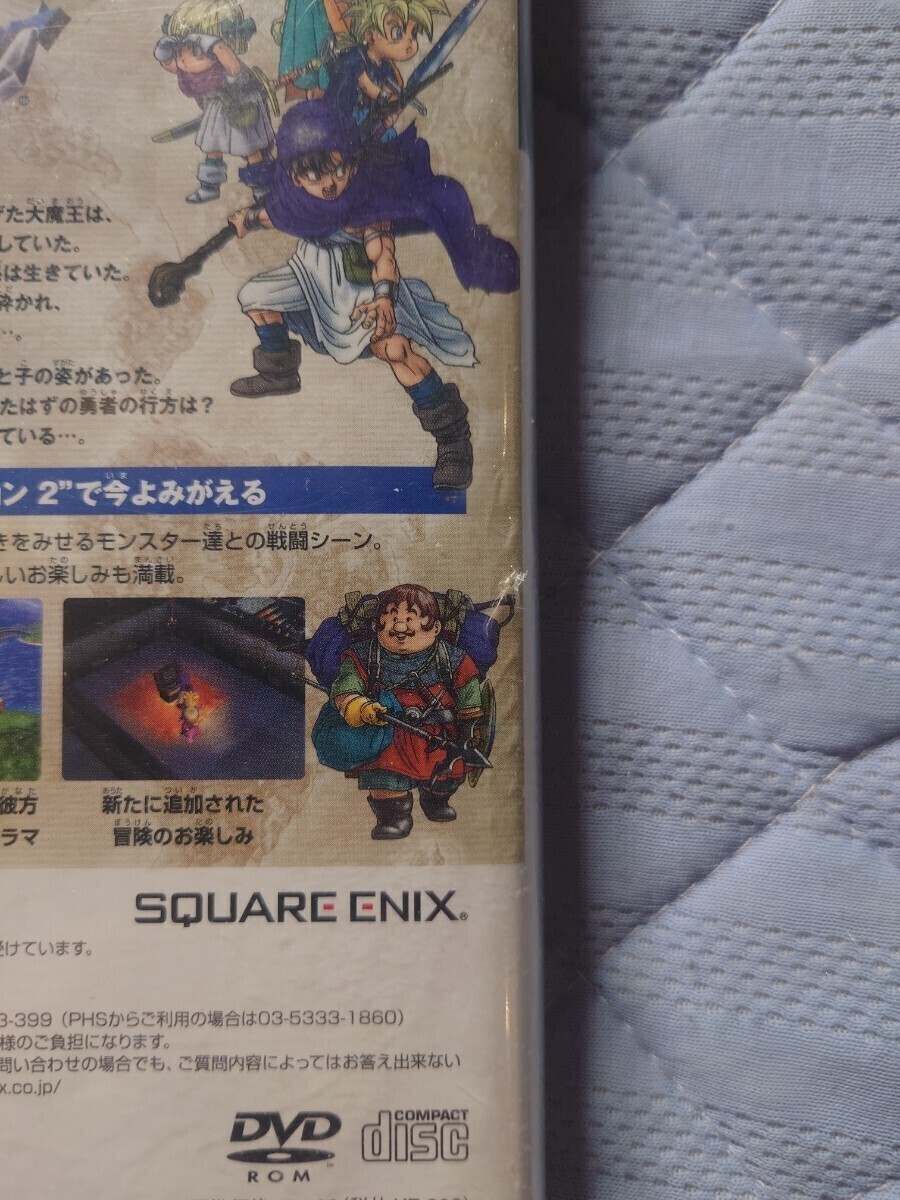 げた大魔王は、
していた。
は生きていた。
砕かれ、
…。
と子の姿があった。
たはずの勇者の行方は？
ている…。
ン 2”で今よみがえる
きをみせるモンスター達との戦闘シーン。
しいお楽しみも満載。
彼方
ラマ
新たに追加された
冒険のお楽しみ
SQUARE ENIX®
受けています。
3-399（PHSからご利用の場合は03-5333-1860）
様のご負担になります。
問い合わせの場合でも、ご質問内容によってはお答え出来ない
x.co.jp/
DVD
ROM
COMPACT
disc